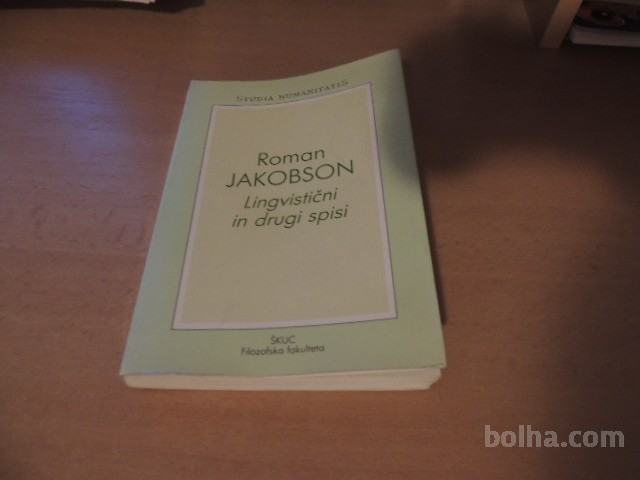 STUDIA HUMANITATIS
Roman
JAKOBSON
Lingvistični
in drugi spisi
ŠKUC
Filozofska fakulteta
bolha.com